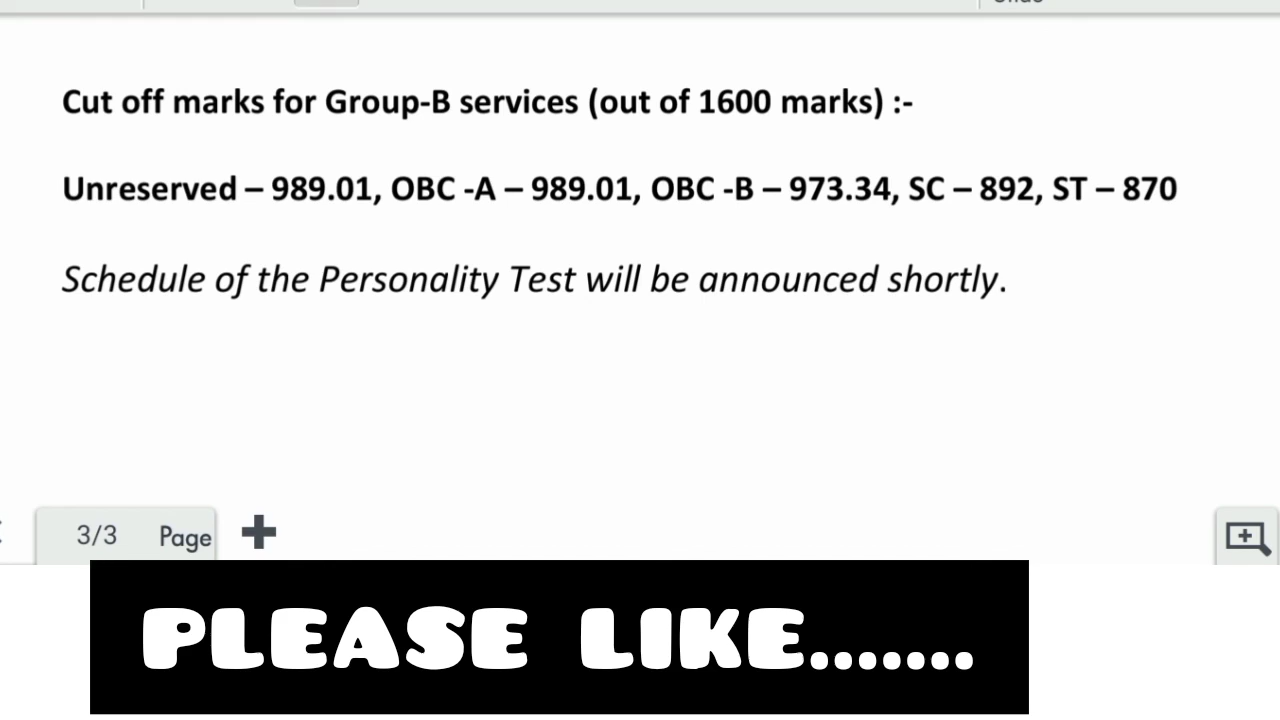 Cut off marks for Group-B services (out of 1600 marks) :-
Unreserved – 989.01, OBC -A – 989.01, OBC -B – 973.34, SC – 892, ST – 870
Schedule of the Personality Test will be announced shortly.
3/3 Page
PLEASE LIKE.......